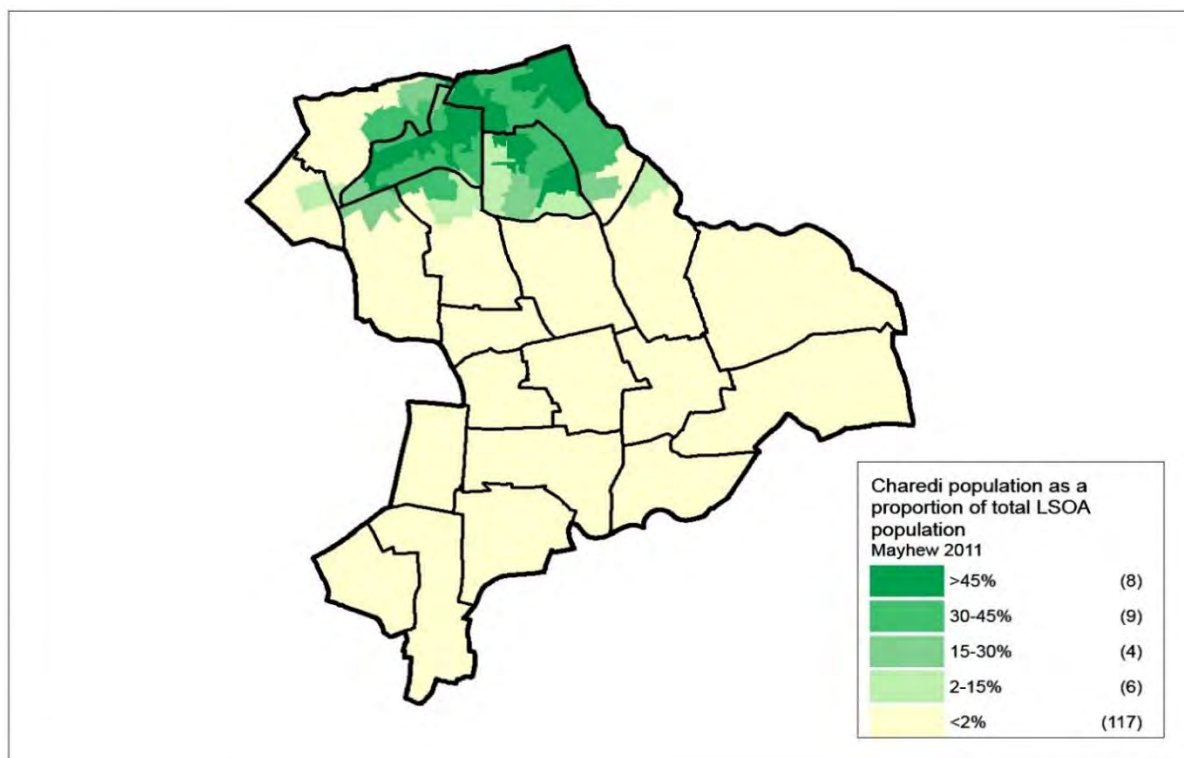 Charedi population as a
proportion of total LSOA
population
Mayhew 2011
>45% (8)
30-45% (9)
15-30% (4)
2-15% (6)
<2% (117)